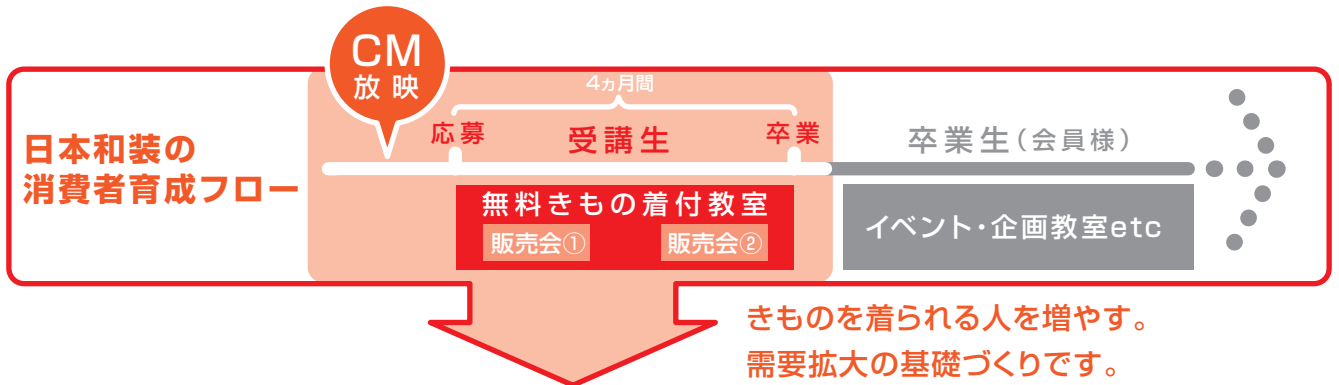 CM
放映
4ヵ月間
日本和装の
消費者育成フロー
応募
受講生
卒業
卒業生(会員様)
無料きもの着付教室
販売会①
販売会②
イベント・企画教室etc
きものを着られる人を増やす。
需要拡大の基礎づくりです。